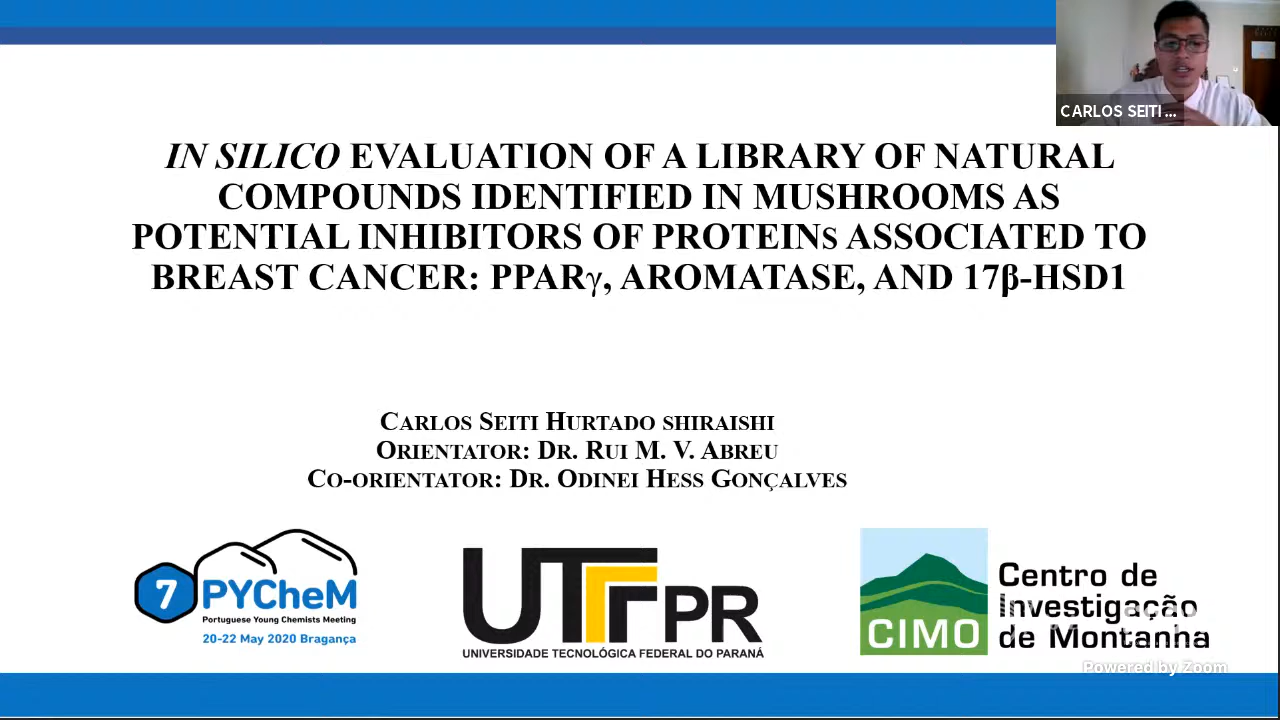 CARLOS SEITI ...
IN SILICO EVALUATION OF A LIBRARY OF NATURAL
COMPOUNDS IDENTIFIED IN MUSHROOMS AS
POTENTIAL INHIBITORS OF PROTEINS ASSOCIATED TO
BREAST CANCER: PPARγ, AROMATASE, AND 17β-HSD1
CARLOS SEITI HURTADO SHIRAISHI
ORIENTATOR: DR. RUI M. V. ABREU
CO-ORIENTATOR: DR. ODINEI HESS GONÇALVES
7 PYCheM
Portuguese Young Chemists Meeting
20-22 May 2020 Bragança
UTFPR
UNIVERSIDADE TECNOLÓGICA FEDERAL DO PARANÁ
CIMO
Centro de
Investigação
de Montanha
Powered by Zoom